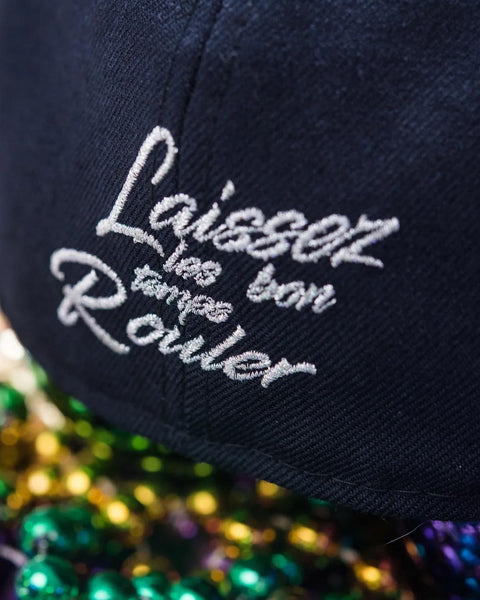 Laissez
les bon
temps
Rouler